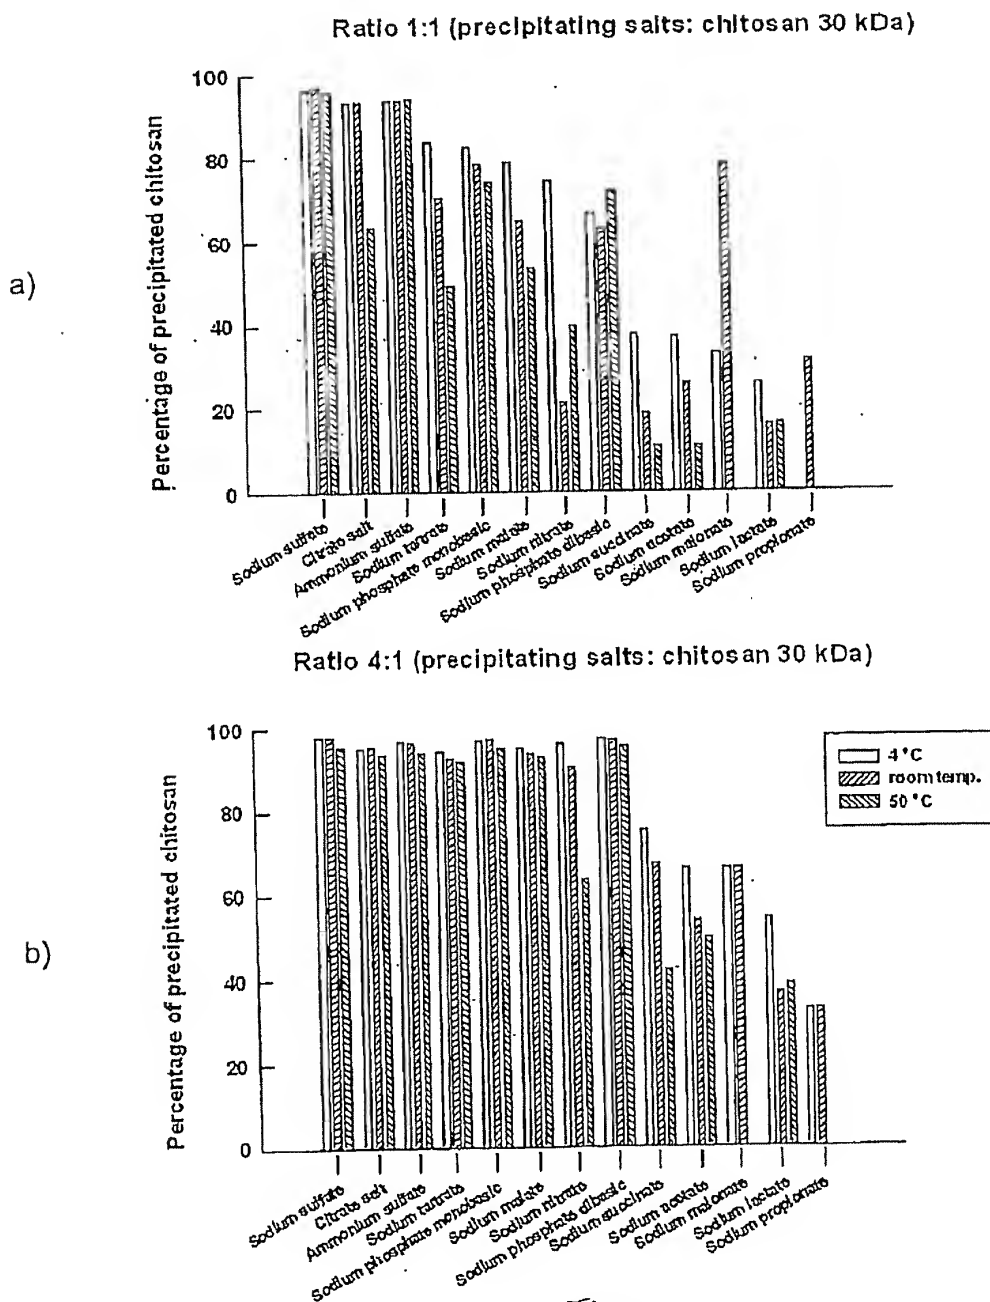 Ratio 1:1 (precipitating salts: chitosan 30 kDa)
a)
Percentage of precipitated chitosan
100
80
60
40
20
0
Sodium sulfate
Citrate salt
Ammonium sulfate
Sodium tartrate
Sodium phosphate monobasic
Sodium malate
Sodium nitrate
Sodium phosphate dibasic
Sodium succinate
Sodium acetate
Sodium malonate
Sodium lactate
Sodium propionate
Ratio 4:1 (precipitating salts: chitosan 30 kDa)
b)
Percentage of precipitated chitosan
100
80
60
40
20
0
4 °C
room temp.
50 °C
Sodium sulfate
Citrate salt
Ammonium sulfate
Sodium tartrate
Sodium phosphate monobasic
Sodium malate
Sodium nitrate
Sodium phosphate dibasic
Sodium succinate
Sodium acetate
Sodium malonate
Sodium lactate
Sodium propionate